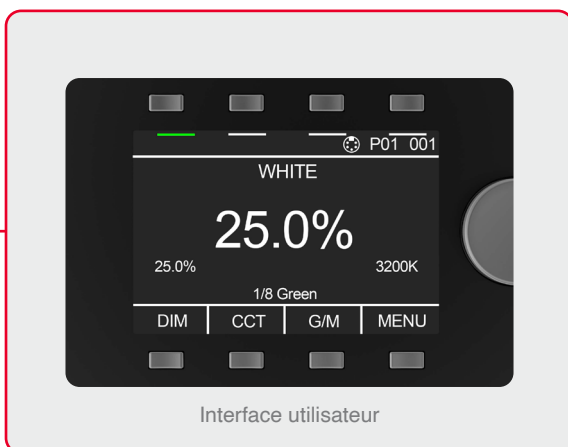 P01 001
WHITE
25.0%
25.0% 3200K
1/8 Green
DIM CCT G/M MENU
Interface utilisateur